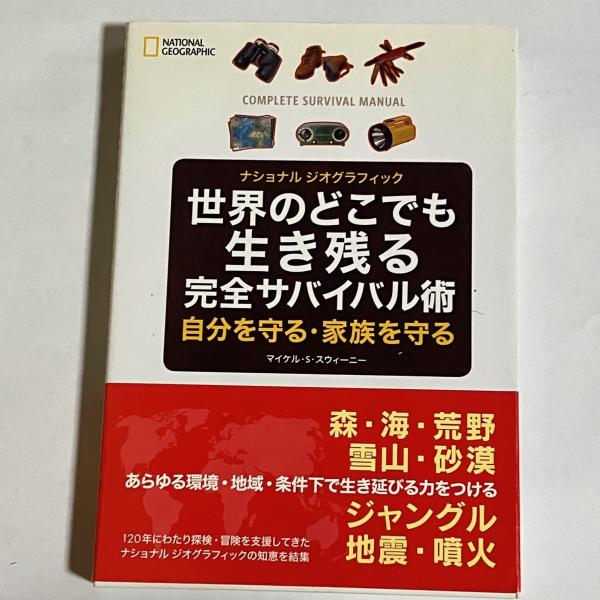 NATIONAL
GEOGRAPHIC
COMPLETE SURVIVAL MANUAL
ナショナル ジオグラフィック
世界のどこでも
生き残る
完全サバイバル術
自分を守る・家族を守る
マイケル・S・スウィーニー
森・海・荒野
雪山・砂漠
あらゆる環境・地域・条件下で生き延びる力をつける
ジャングル
地震・噴火
120年にわたり探検・冒険を支援してきた
ナショナル ジオグラフィックの知恵を結集